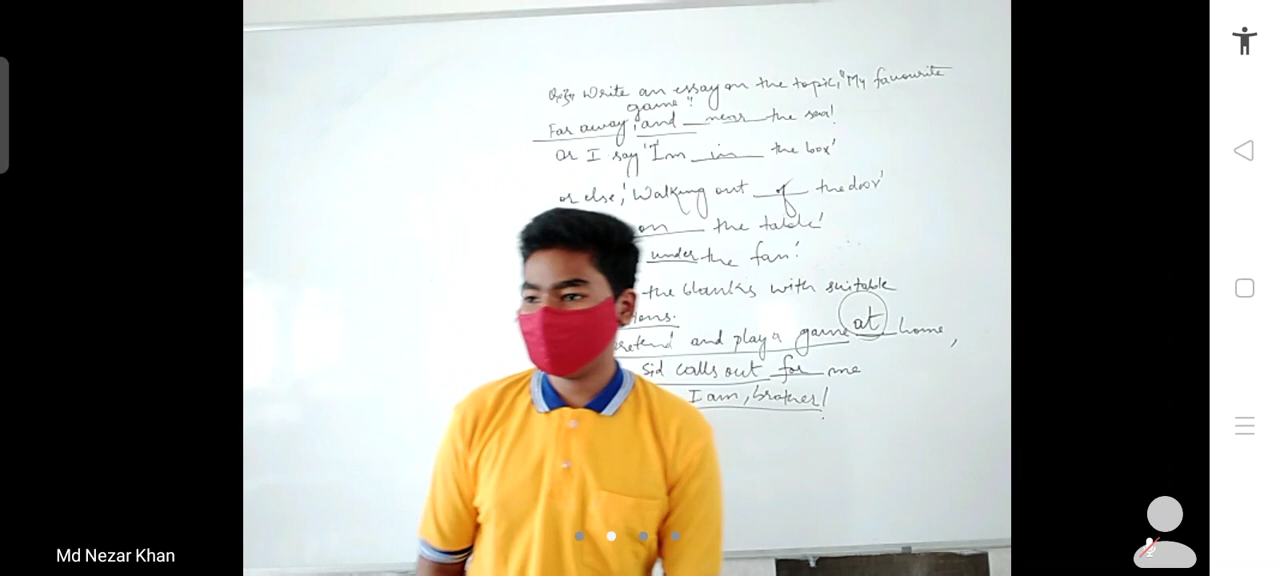 Write an essay on the topic, "My favourite
game".
Far away, and near the sea!
Or I say 'I'm in the box'
or else, 'Walking out of the door'
on the table!
under the fan!
the blanks with suitable
and play a game at home,
Sid calls out for me
I am, brother!
Md Nezar Khan